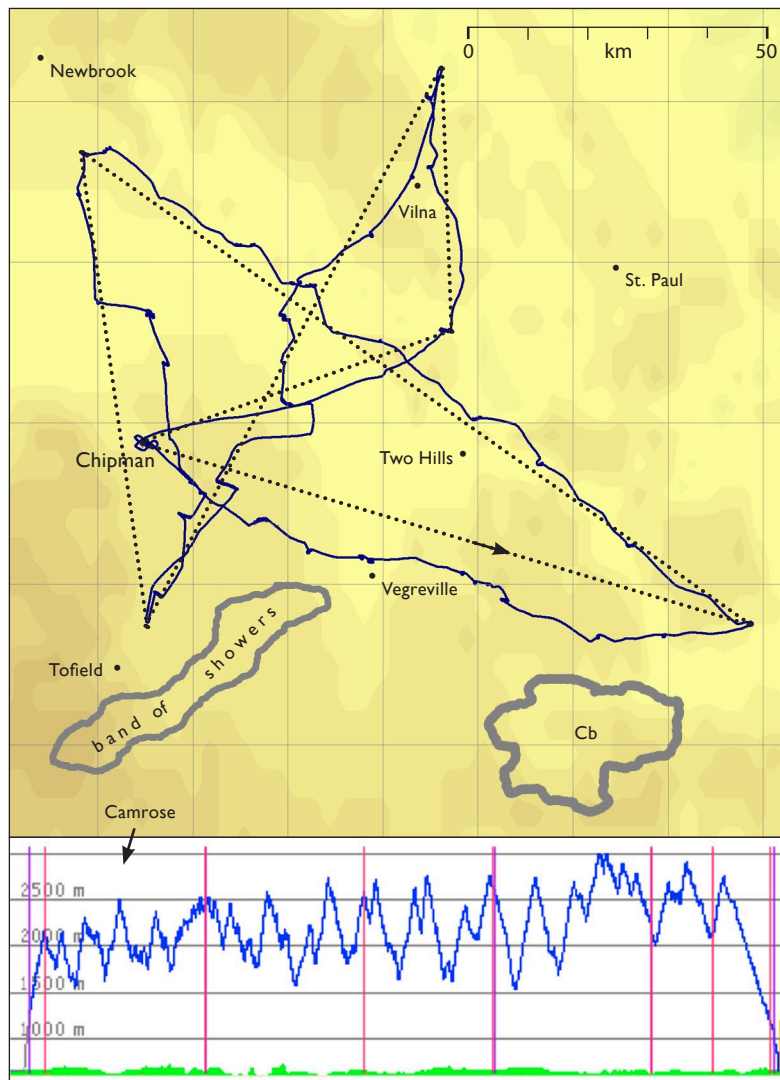 0 km 50
Newbrook
Vilna
St. Paul
Chipman
Two Hills
Vegreville
band of showers
Tofield
Cb
Camrose
2500 m
2000 m
1500 m
1000 m